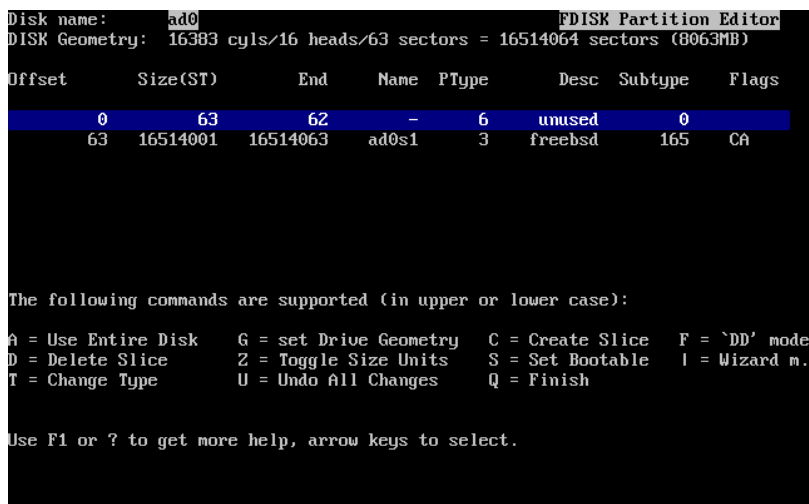 Disk name: ad0 FDISK Partition Editor
DISK Geometry: 16383 cyls/16 heads/63 sectors = 16514064 sectors (8063MB)
Offset Size(ST) End Name PType Desc Subtype Flags
0 63 62 - 6 unused 0
63 16514001 16514063 ad0s1 3 freebsd 165 CA
The following commands are supported (in upper or lower case):
A = Use Entire Disk G = set Drive Geometry C = Create Slice F = `DD' mode
D = Delete Slice Z = Toggle Size Units S = Set Bootable | = Wizard m.
T = Change Type U = Undo All Changes Q = Finish
Use F1 or ? to get more help, arrow keys to select.